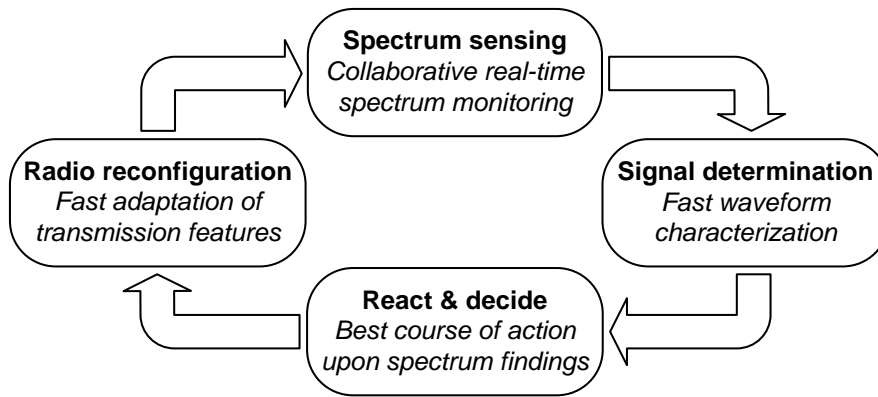 Spectrum sensing
Collaborative real-time
spectrum monitoring
Radio reconfiguration
Fast adaptation of
transmission features
Signal determination
Fast waveform
characterization
React & decide
Best course of action
upon spectrum findings